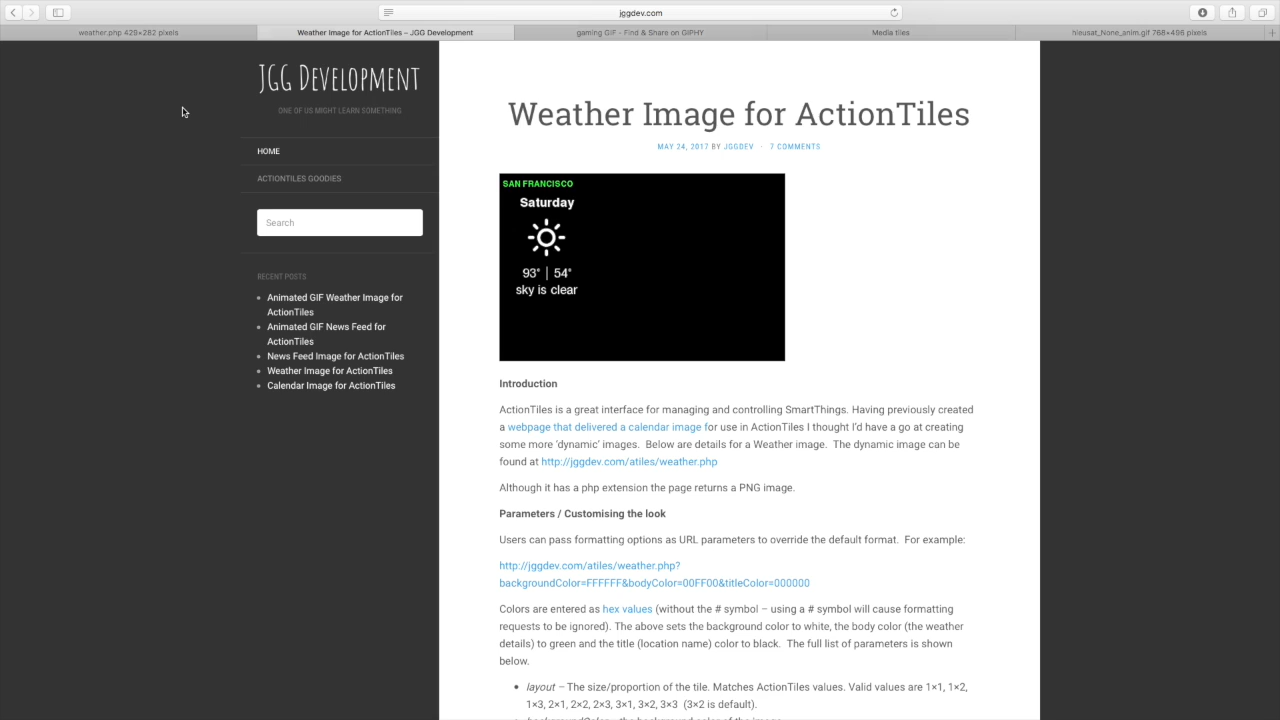 jggdev.com
weather.php 428×282 pixels
Weather Image for ActionTiles – JGG Development
gaming GIF - Find & Share on GIPHY
Media tiles
hieusat_None_anim.gif 768×496 pixels
JGG DEVELOPMENT
ONE OF US MIGHT LEARN SOMETHING
HOME
ACTIONTILES GOODIES
Search
RECENT POSTS
Animated GIF Weather Image for
ActionTiles
Animated GIF News Feed for
ActionTiles
News Feed Image for ActionTiles
Weather Image for ActionTiles
Calendar Image for ActionTiles
Weather Image for ActionTiles
MAY 24, 2017 BY JGGDEV · 7 COMMENTS
SAN FRANCISCO
Saturday
93° | 54°
sky is clear
Introduction
ActionTiles is a great interface for managing and controlling SmartThings. Having previously created
a webpage that delivered a calendar image for use in ActionTiles I thought I'd have a go at creating
some more 'dynamic' images. Below are details for a Weather image. The dynamic image can be
found at http://jggdev.com/atiles/weather.php
Although it has a php extension the page returns a PNG image.
Parameters / Customising the look
Users can pass formatting options as URL parameters to override the default format. For example:
http://jggdev.com/atiles/weather.php?
backgroundColor=FFFFFF&bodyColor=00FF00&titleColor=000000
Colors are entered as hex values (without the # symbol – using a # symbol will cause formatting
requests to be ignored). The above sets the background color to white, the body color (the weather
details) to green and the title (location name) color to black. The full list of parameters is shown
below.
layout – The size/proportion of the tile. Matches ActionTiles values. Valid values are 1×1, 1×2,
1×3, 2×1, 2×2, 2×3, 3×1, 3×2, 3×3 (3×2 is default).